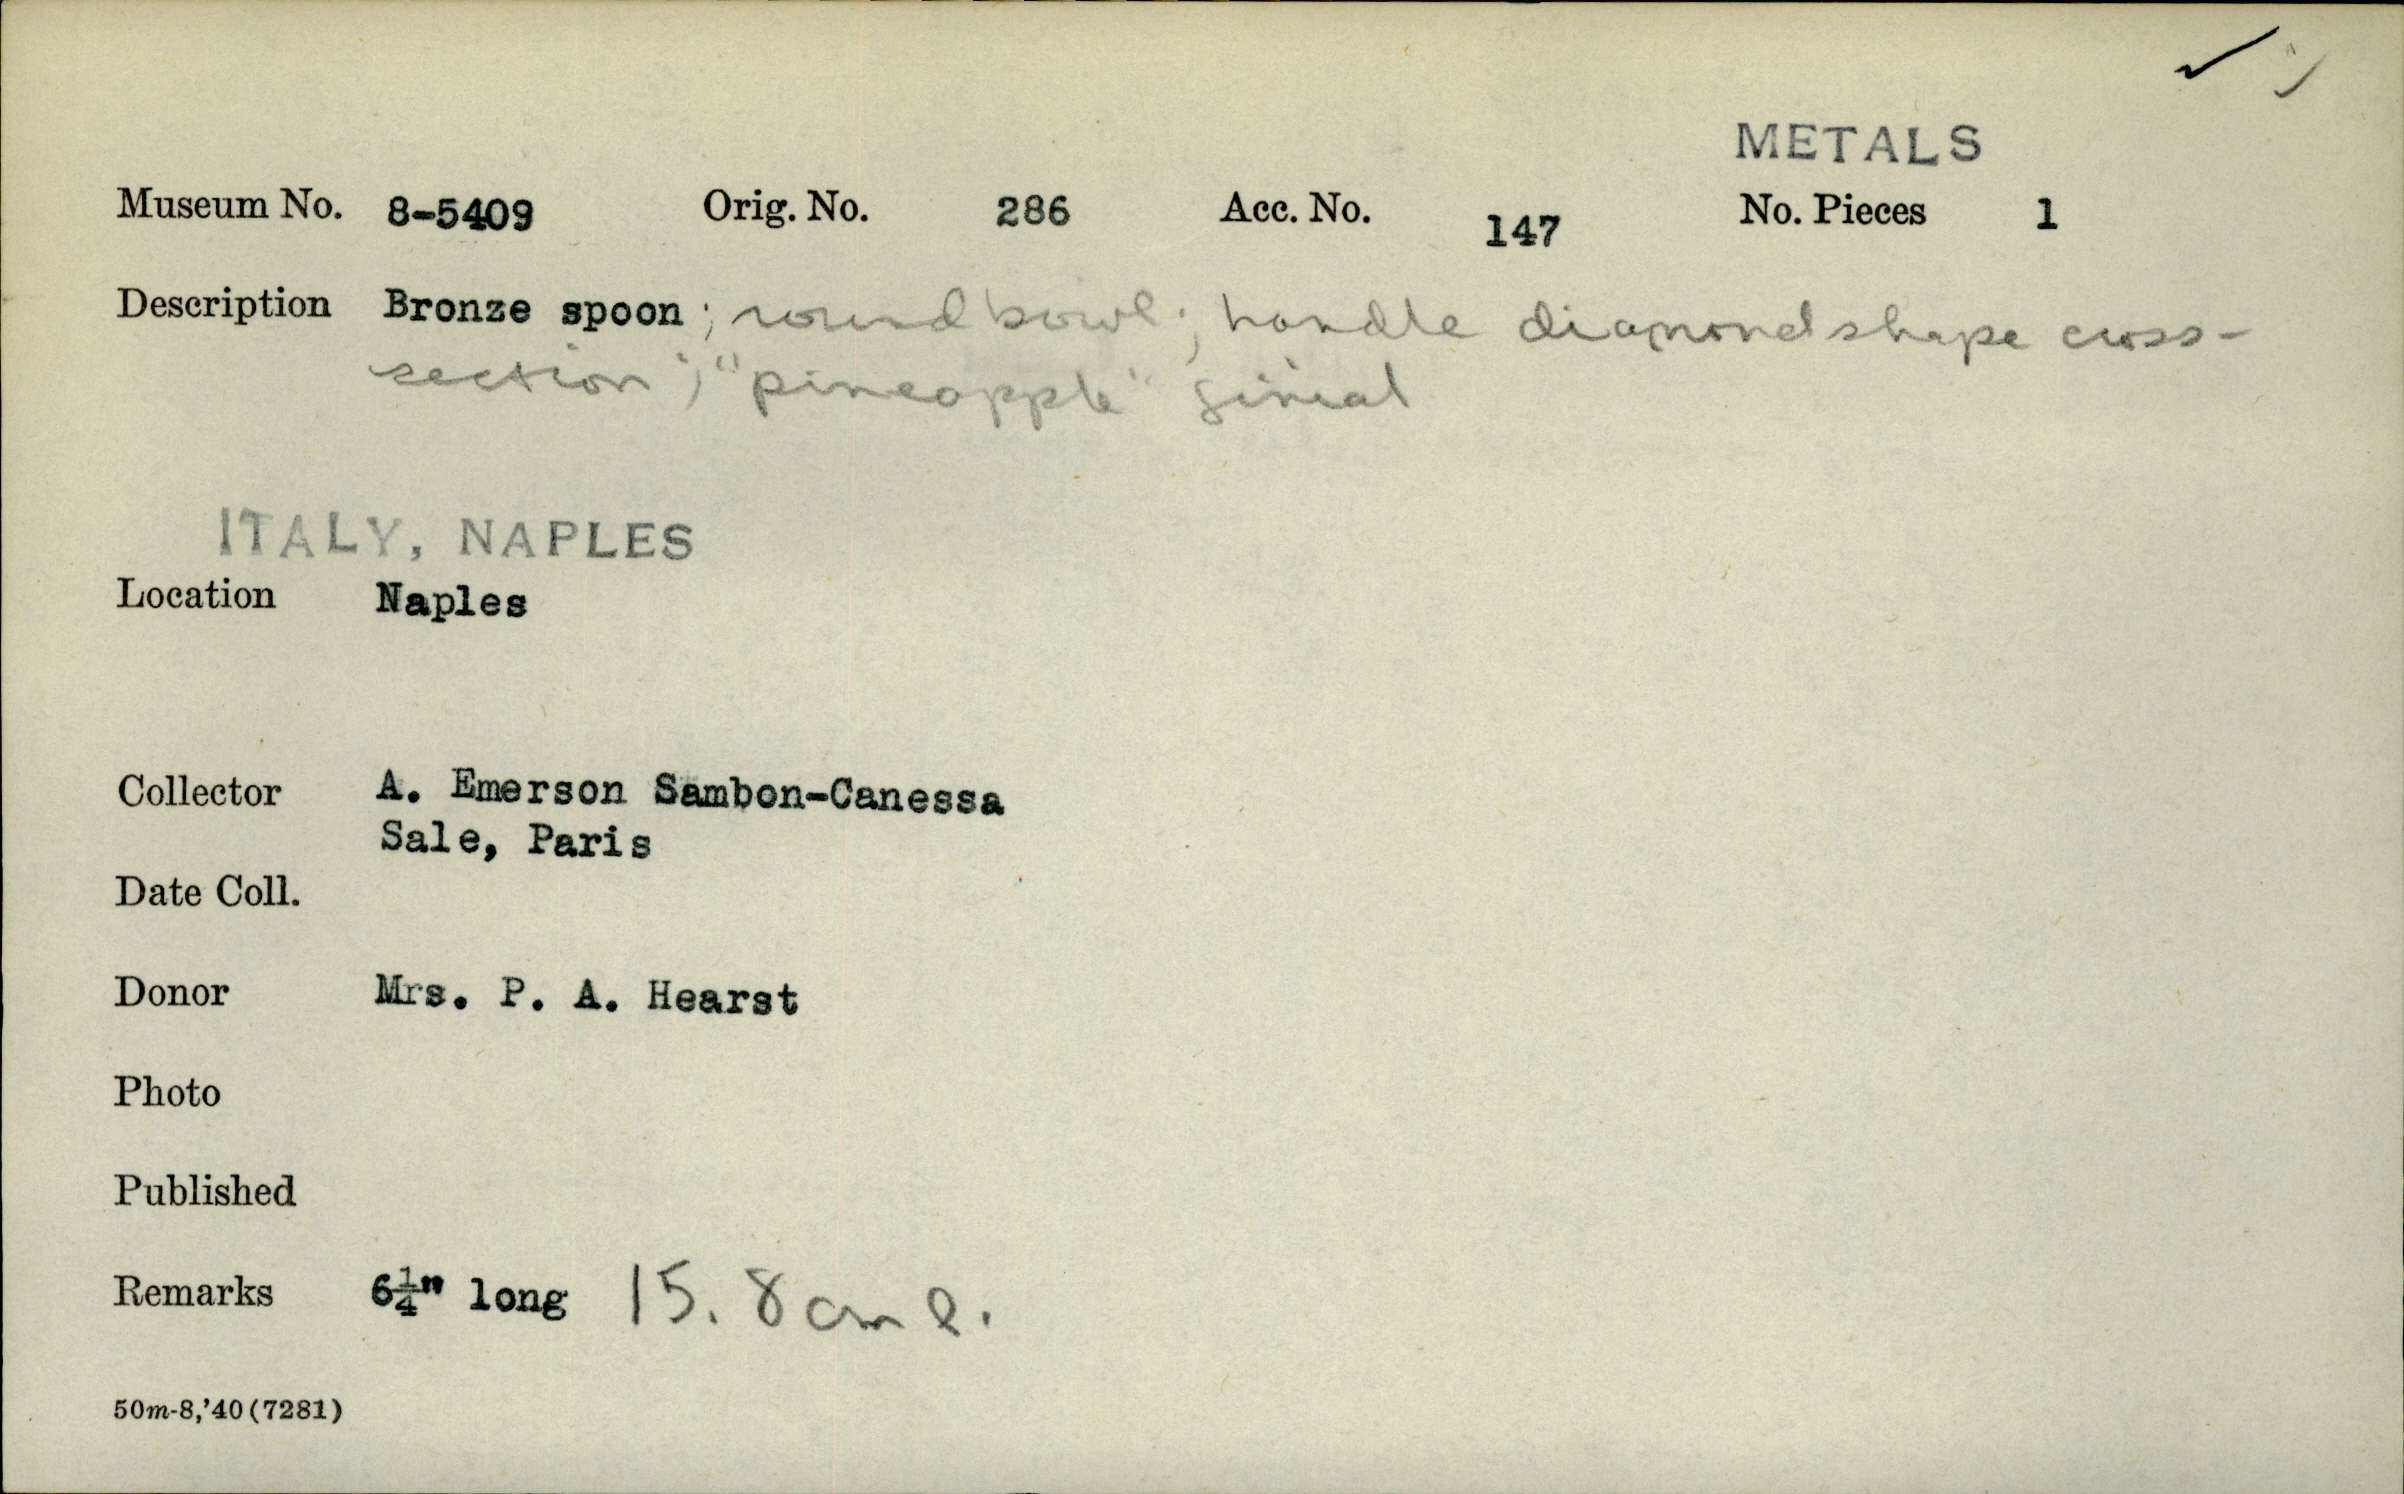 METALS
Museum No. 8-5409 Orig. No. 286 Acc. No. 147 No. Pieces 1
Description Bronze spoon; round bowl; handle diamond shape cross-
section; "pineapple" finial
ITALY, NAPLES
Location Naples
Collector A. Emerson Sambon-Canessa
Sale, Paris
Date Coll.
Donor Mrs. P. A. Hearst
Photo
Published
Remarks 6¼" long 15.8 cm l.
50m-8,'40(7281)